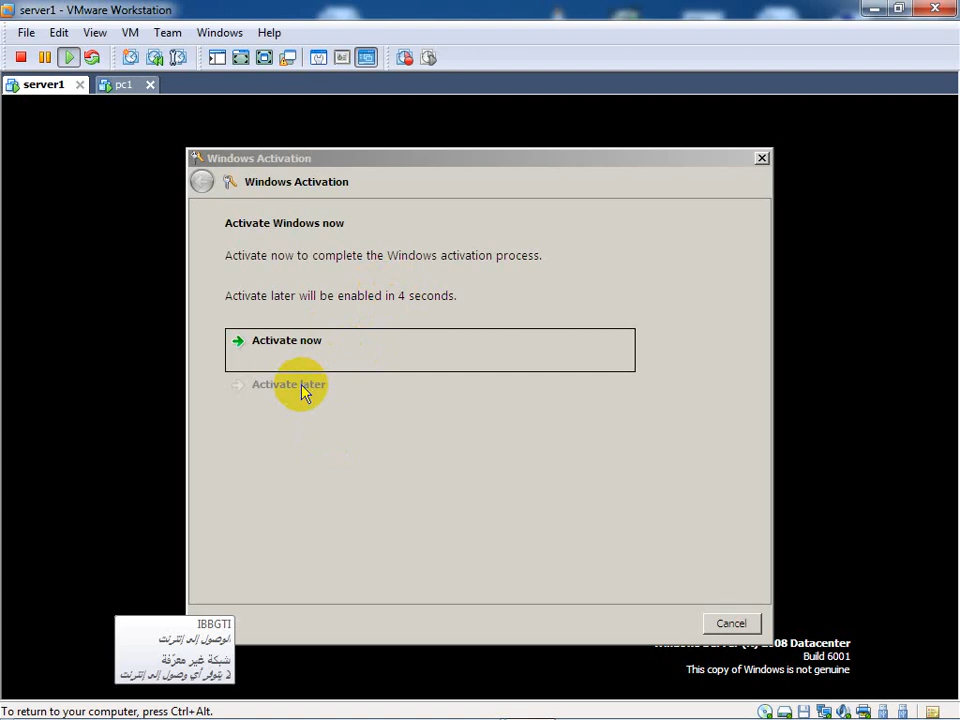 server1 - VMware Workstation
File Edit View VM Team Windows Help
server1 pc1
Windows Activation
Windows Activation
Activate Windows now
Activate now to complete the Windows activation process.
Activate later will be enabled in 4 seconds.
Activate now
Activate later
Cancel
IBBGTI
الوصول إلى إنترنت
شبكة غير معرّفة
لا يتوفر أي وصول إلى إنترنت
2008 Datacenter
Build 6001
This copy of Windows is not genuine
To return to your computer, press Ctrl+Alt.